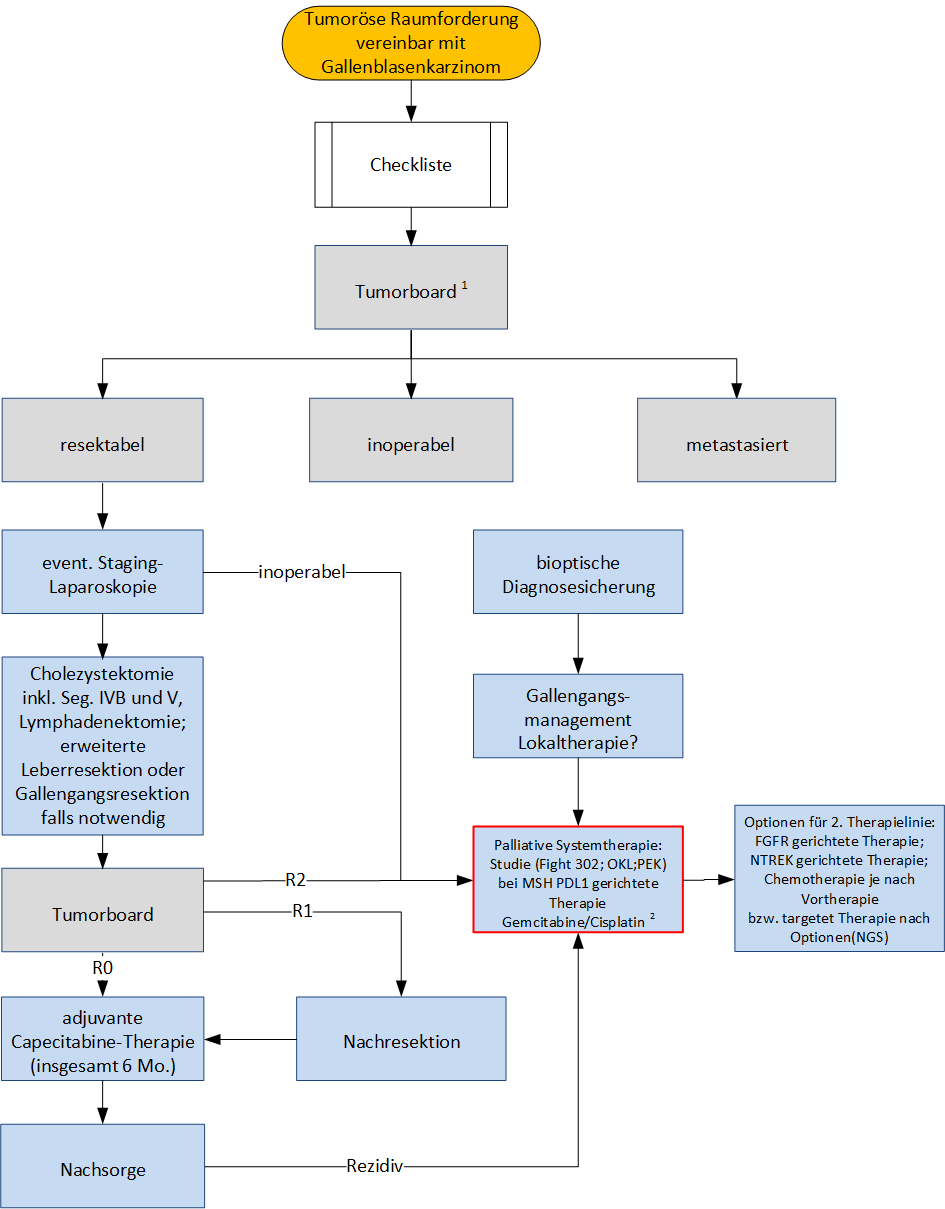 Tumoröse Raumforderung
vereinbar mit
Gallenblasenkarzinom
Checkliste
Tumorboard 1
resektabel
inoperabel
metastasiert
event. Staging-
Laparoskopie
inoperabel
bioptische
Diagnosesicherung
Cholezystektomie
inkl. Seg. IVB und V,
Lymphadenektomie;
erweiterte
Leberresektion oder
Gallengangsresektion
falls notwendig
Gallengangs-
management
Lokaltherapie?
Palliative Systemtherapie:
Studie (Fight 302; OKL;PEK)
bei MSH PDL1 gerichtete
Therapie
Gemcitabine/Cisplatin 2
Optionen für 2. Therapielinie:
FGFR gerichtete Therapie;
NTREK gerichtete Therapie;
Chemotherapie je nach
Vortherapie
bzw. targetet Therapie nach
Optionen(NGS)
Tumorboard
R2
R1
R0
adjuvante
Capecitabine-Therapie
(insgesamt 6 Mo.)
Nachresektion
Nachsorge
Rezidiv